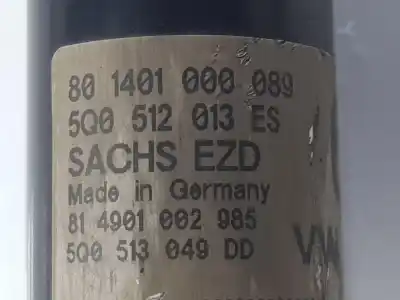 80 1401 000 089
5Q0 512 013 ES
SACHS EZD
Made in Germany
81 4901 002 985
5Q0 513 049 DD
VW